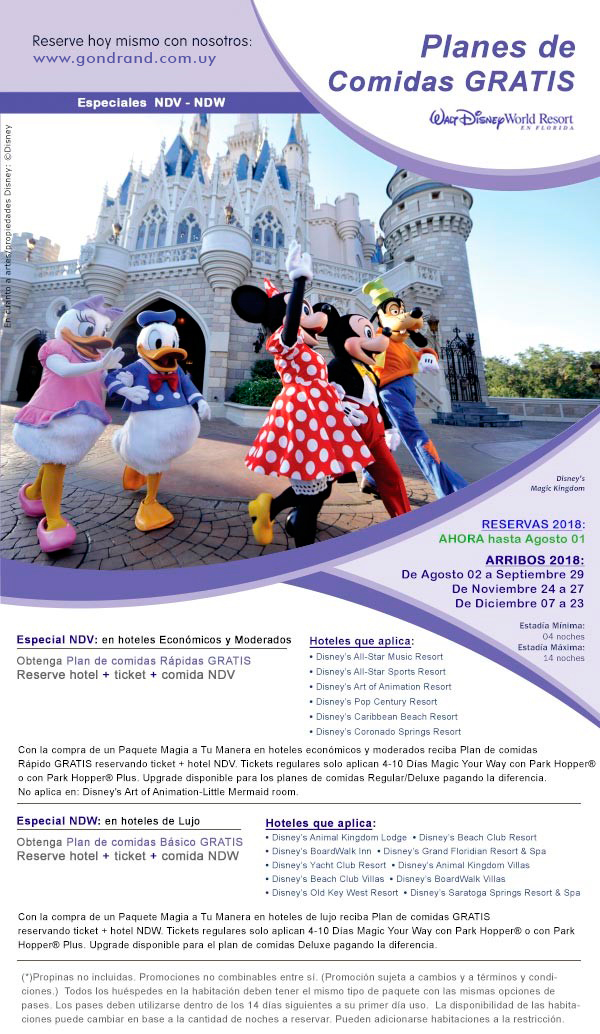 Reserve hoy mismo con nosotros:
www.gondrand.com.uy
Planes de
Comidas GRATIS
Especiales NDV - NDW
Walt Disney World Resort
EN FLORIDA
En cuanto a artes/propiedades Disney: ©Disney
Disney's
Magic Kingdom
RESERVAS 2018:
AHORA hasta Agosto 01
ARRIBOS 2018:
De Agosto 02 a Septiembre 29
De Noviembre 24 a 27
De Diciembre 07 a 23
Estadía Mínima:
04 noches
Estadía Máxima:
14 noches
Especial NDV: en hoteles Económicos y Moderados
Obtenga Plan de comidas Rápidas GRATIS
Reserve hotel + ticket + comida NDV
Hoteles que aplica:
• Disney's All-Star Music Resort
• Disney's All-Star Sports Resort
• Disney's Art of Animation Resort
• Disney's Pop Century Resort
• Disney's Caribbean Beach Resort
• Disney's Coronado Springs Resort
Con la compra de un Paquete Magia a Tu Manera en hoteles económicos y moderados reciba Plan de comidas
Rápido GRATIS reservando ticket + hotel NDV. Tickets regulares solo aplican 4-10 Días Magic Your Way con Park Hopper®
o con Park Hopper® Plus. Upgrade disponible para los planes de comidas Regular/Deluxe pagando la diferencia.
No aplica en: Disney's Art of Animation-Little Mermaid room.
Especial NDW: en hoteles de Lujo
Obtenga Plan de comidas Básico GRATIS
Reserve hotel + ticket + comida NDW
Hoteles que aplica:
• Disney's Animal Kingdom Lodge • Disney's Beach Club Resort
• Disney's BoardWalk Inn • Disney's Grand Floridian Resort & Spa
• Disney's Yacht Club Resort • Disney's Animal Kingdom Villas
• Disney's Beach Club Villas • Disney's BoardWalk Villas
• Disney's Old Key West Resort • Disney's Saratoga Springs Resort & Spa
Con la compra de un Paquete Magia a Tu Manera en hoteles de lujo reciba Plan de comidas GRATIS
reservando ticket + hotel NDW. Tickets regulares solo aplican 4-10 Días Magic Your Way con Park Hopper® o con Park
Hopper® Plus. Upgrade disponible para el plan de comidas Deluxe pagando la diferencia.
(*)Propinas no incluidas. Promociones no combinables entre sí. (Promoción sujeta a cambios y a términos y condi-
ciones.) Todos los huéspedes en la habitación deben tener el mismo tipo de paquete con las mismas opciones de
pases. Los pases deben utilizarse dentro de los 14 días siguientes a su primer día uso. La disponibilidad de las habita-
ciones puede cambiar en base a la cantidad de noches a reservar. Pueden adicionarse habitaciones a la restricción.